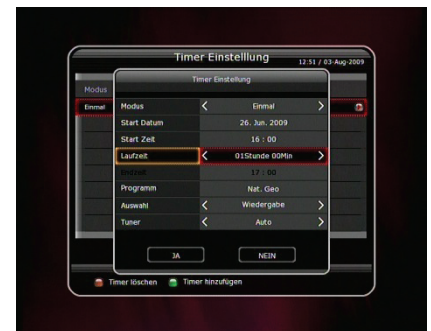 Timer Einstelllung
12:51 / 03-Aug-2009
Timer Einstellung
Modus
Einmal
Modus Einmal
Start Datum 26. Jun. 2009
Start Zeit 16 : 00
Laufzeit 01Stunde 00Min
Endzeit 17 : 00
Programm Nat. Geo
Auswahl Wiedergabe
Tuner Auto
JA NEIN
Timer löschen Timer hinzufügen